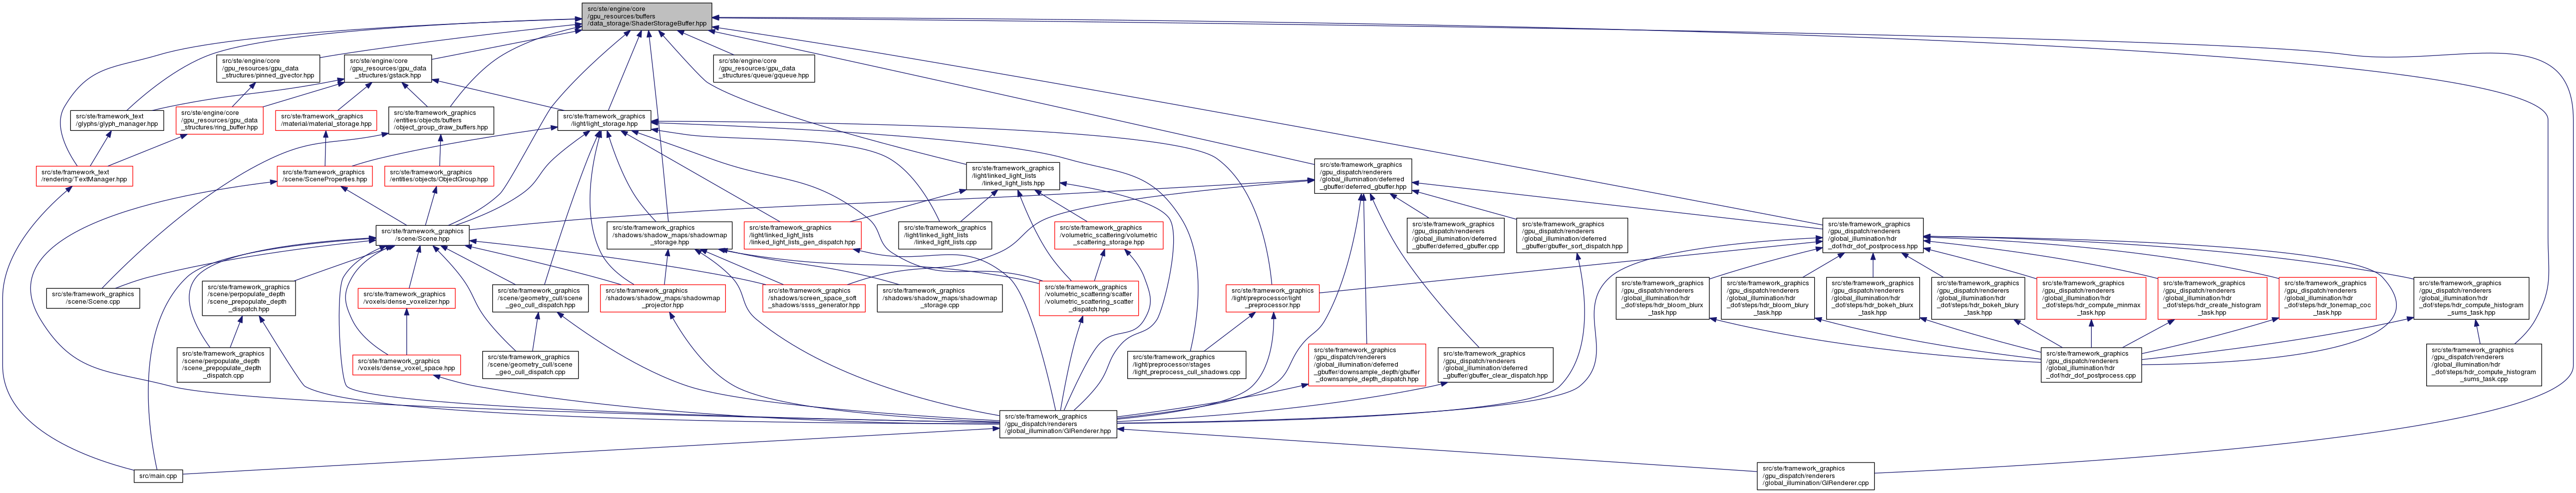 src/ste/engine/core
/gpu_resources/buffers
/data_storage/ShaderStorageBuffer.hpp
src/ste/engine/core
/gpu_resources/gpu_data
_structures/pinned_gvector.hpp
src/ste/engine/core
/gpu_resources/gpu_data
_structures/gstack.hpp
src/ste/engine/core
/gpu_resources/gpu_data
_structures/queue/gqueue.hpp
src/ste/framework_text
/glyphs/glyph_manager.hpp
src/ste/engine/core
/gpu_resources/gpu_data
_structures/ring_buffer.hpp
src/ste/framework_graphics
/material/material_storage.hpp
src/ste/framework_graphics
/entities/objects/buffers
/object_group_draw_buffers.hpp
src/ste/framework_graphics
/light/light_storage.hpp
src/ste/framework_text
/rendering/TextManager.hpp
src/ste/framework_graphics
/scene/SceneProperties.hpp
src/ste/framework_graphics
/entities/objects/ObjectGroup.hpp
src/ste/framework_graphics
/light/linked_light_lists
/linked_light_lists.hpp
src/ste/framework_graphics
/gpu_dispatch/renderers
/global_illumination/deferred
_gbuffer/deferred_gbuffer.hpp
src/ste/framework_graphics
/scene/Scene.hpp
src/ste/framework_graphics
/shadows/shadow_maps/shadowmap
_storage.hpp
src/ste/framework_graphics
/light/linked_light_lists
/linked_light_lists_gen_dispatch.hpp
src/ste/framework_graphics
/light/linked_light_lists
/linked_light_lists.cpp
src/ste/framework_graphics
/volumetric_scattering/volumetric
_scattering_storage.hpp
src/ste/framework_graphics
/gpu_dispatch/renderers
/global_illumination/deferred
_gbuffer/deferred_gbuffer.cpp
src/ste/framework_graphics
/gpu_dispatch/renderers
/global_illumination/deferred
_gbuffer/gbuffer_sort_dispatch.hpp
src/ste/framework_graphics
/gpu_dispatch/renderers
/global_illumination/hdr
_dof/hdr_dof_postprocess.hpp
src/ste/framework_graphics
/scene/Scene.cpp
src/ste/framework_graphics
/scene/perpopulate_depth
/scene_prepopulate_depth
_dispatch.hpp
src/ste/framework_graphics
/voxels/dense_voxelizer.hpp
src/ste/framework_graphics
/scene/geometry_cull/scene
_geo_cull_dispatch.hpp
src/ste/framework_graphics
/shadows/shadow_maps/shadowmap
_projector.hpp
src/ste/framework_graphics
/shadows/screen_space_soft
_shadows/ssss_generator.hpp
src/ste/framework_graphics
/shadows/shadow_maps/shadowmap
_storage.cpp
src/ste/framework_graphics
/volumetric_scattering/scatter
/volumetric_scattering_scatter
_dispatch.hpp
src/ste/framework_graphics
/light/preprocessor/light
_preprocessor.hpp
src/ste/framework_graphics
/gpu_dispatch/renderers
/global_illumination/hdr
_dof/steps/hdr_bloom_blurx
_task.hpp
src/ste/framework_graphics
/gpu_dispatch/renderers
/global_illumination/hdr
_dof/steps/hdr_bloom_blury
_task.hpp
src/ste/framework_graphics
/gpu_dispatch/renderers
/global_illumination/hdr
_dof/steps/hdr_bokeh_blurx
_task.hpp
src/ste/framework_graphics
/gpu_dispatch/renderers
/global_illumination/hdr
_dof/steps/hdr_bokeh_blury
_task.hpp
src/ste/framework_graphics
/gpu_dispatch/renderers
/global_illumination/hdr
_dof/steps/hdr_compute_minmax
_task.hpp
src/ste/framework_graphics
/gpu_dispatch/renderers
/global_illumination/hdr
_dof/steps/hdr_create_histogram
_task.hpp
src/ste/framework_graphics
/gpu_dispatch/renderers
/global_illumination/hdr
_dof/steps/hdr_tonemap_coc
_task.hpp
src/ste/framework_graphics
/gpu_dispatch/renderers
/global_illumination/hdr
_dof/steps/hdr_compute_histogram
_sums_task.hpp
src/ste/framework_graphics
/scene/perpopulate_depth
/scene_prepopulate_depth
_dispatch.cpp
src/ste/framework_graphics
/voxels/dense_voxel_space.hpp
src/ste/framework_graphics
/scene/geometry_cull/scene
_geo_cull_dispatch.cpp
src/ste/framework_graphics
/light/preprocessor/stages
/light_preprocess_cull_shadows.cpp
src/ste/framework_graphics
/gpu_dispatch/renderers
/global_illumination/deferred
_gbuffer/downsample_depth/gbuffer
_downsample_depth_dispatch.hpp
src/ste/framework_graphics
/gpu_dispatch/renderers
/global_illumination/deferred
_gbuffer/gbuffer_clear_dispatch.hpp
src/ste/framework_graphics
/gpu_dispatch/renderers
/global_illumination/hdr
_dof/hdr_dof_postprocess.cpp
src/ste/framework_graphics
/gpu_dispatch/renderers
/global_illumination/hdr
_dof/steps/hdr_compute_histogram
_sums_task.cpp
src/ste/framework_graphics
/gpu_dispatch/renderers
/global_illumination/GIRenderer.hpp
src/main.cpp
src/ste/framework_graphics
/gpu_dispatch/renderers
/global_illumination/GIRenderer.cpp